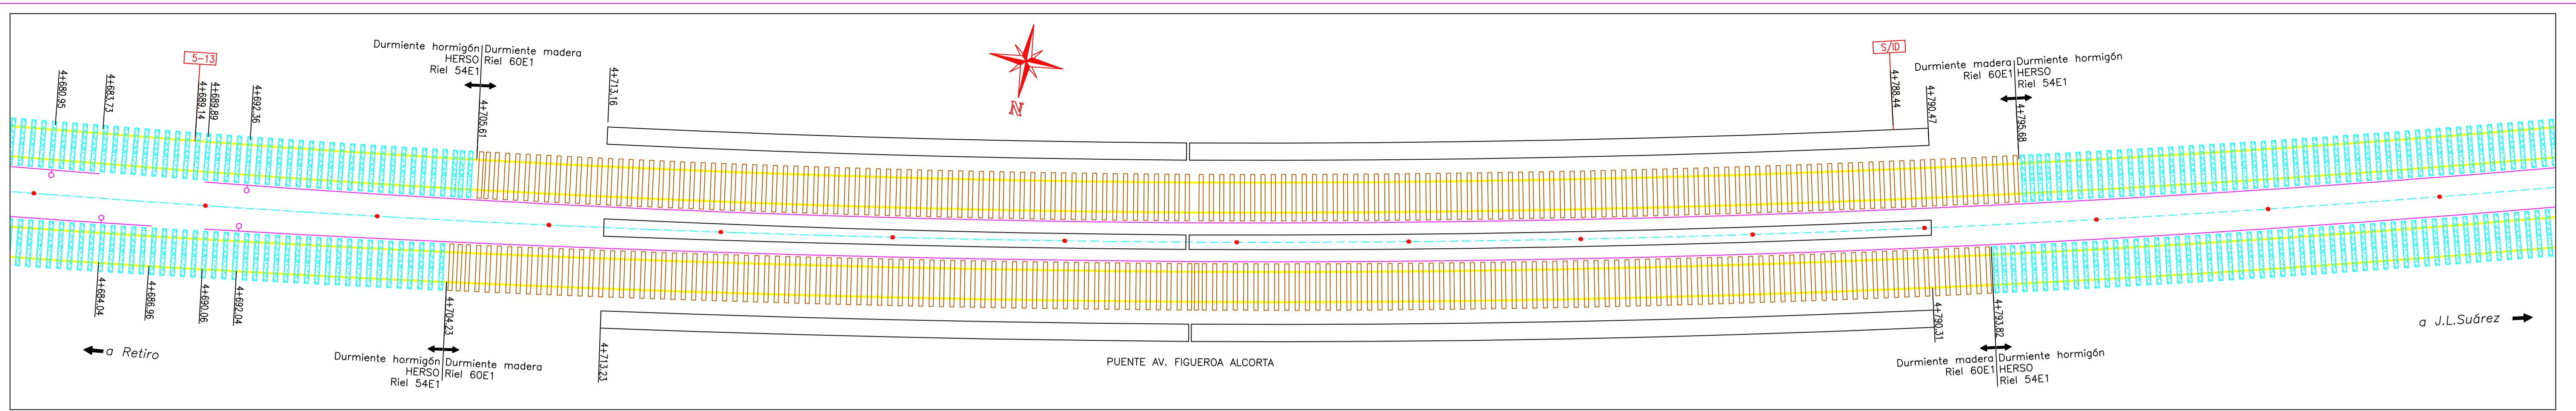 5-13
4+680.95
4+683.73
4+689.14
4+689.89
4+692.36
Durmiente hormigón
HERSO
Riel 54E1
Durmiente madera
Riel 60E1
4+705.61
4+713.16
N
S/ID
4+788.44
4+790.47
Durmiente madera
Riel 60E1
Durmiente hormigón
HERSO
Riel 54E1
4+795.68
4+684.04
4+686.96
4+690.06
4+692.04
4+704.23
a Retiro
Durmiente hormigón
HERSO
Riel 54E1
Durmiente madera
Riel 60E1
4+713.23
PUENTE AV. FIGUEROA ALCORTA
4+790.31
4+793.82
Durmiente madera
Riel 60E1
Durmiente hormigón
HERSO
Riel 54E1
a J.L.Suárez